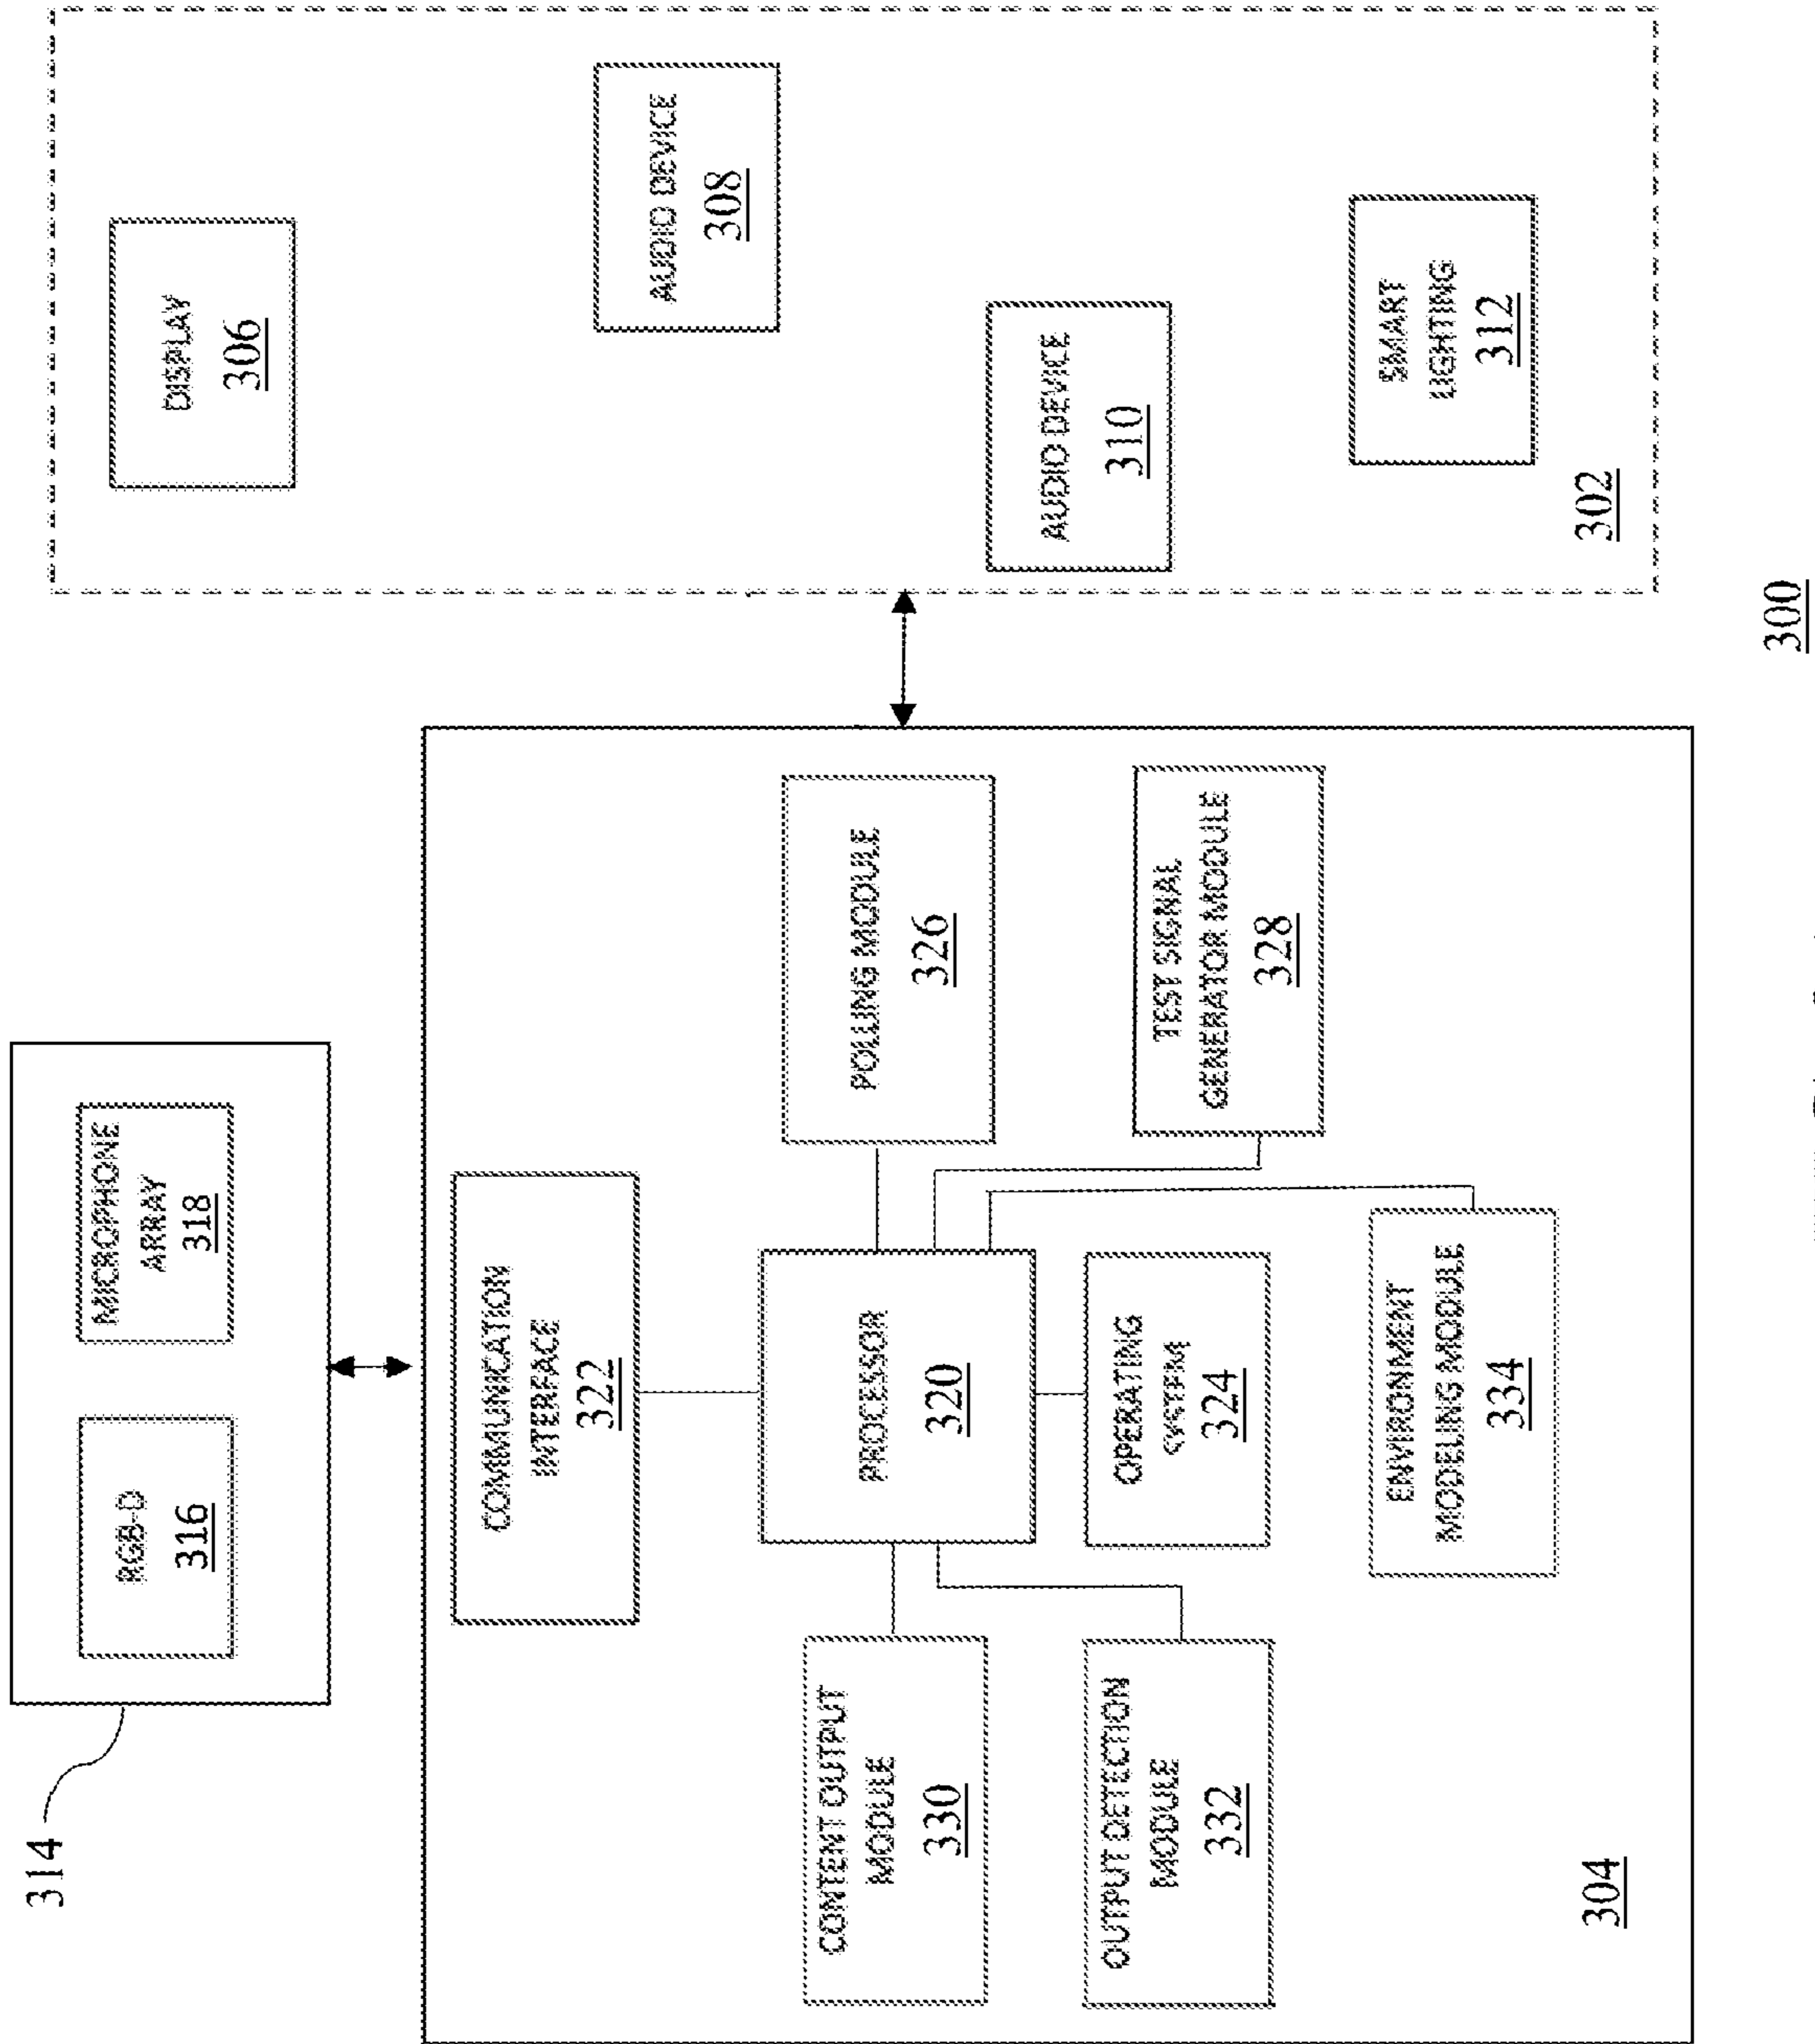 314
RGB-D
316
MICROPHONE
ARRAY
318
COMMUNICATION
INTERFACE
322
CONTENT OUTPUT
MODULE
330
PROCESSOR
320
POLLING MODULE
326
OUTPUT DETECTION
MODULE
332
OPERATING
SYSTEM
324
TEST SIGNAL
GENERATOR MODULE
328
ENVIRONMENT
MODELING MODULE
334
304
DISPLAY
306
AUDIO DEVICE
308
AUDIO DEVICE
310
SMART
LIGHTING
312
302
300